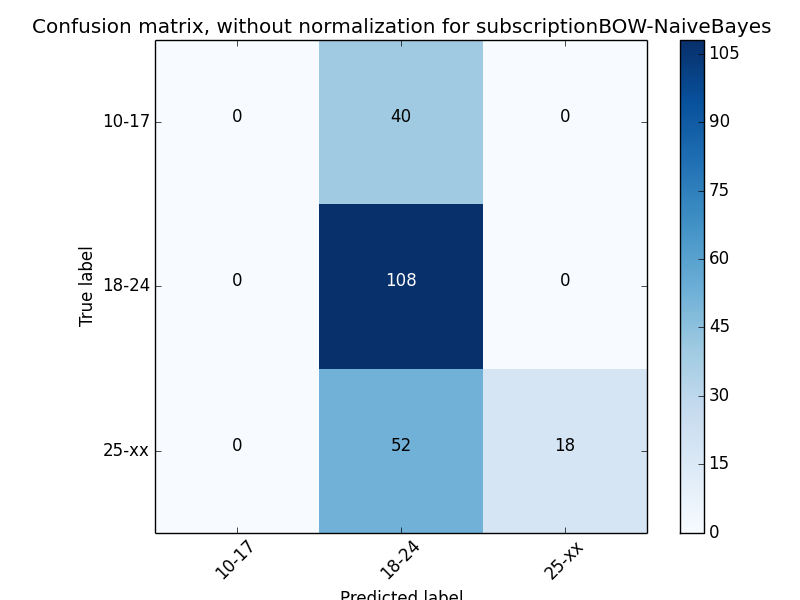 Confusion matrix, without normalization for subscriptionBOW-NaiveBayes
105
10-17 0 40 0
90
75
60
18-24 0 108 0
45
30
25-xx 0 52 18
15
0
10-17 18-24 25-xx
True label
Predicted label